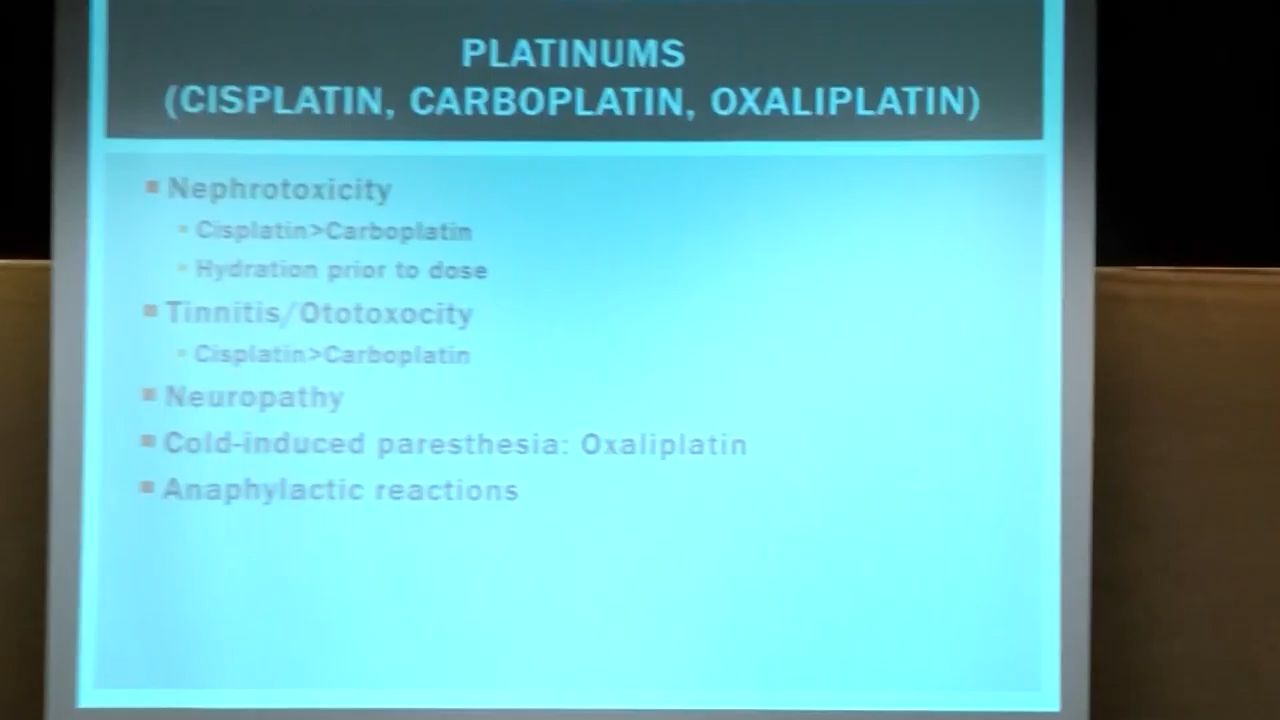 PLATINUMS
(CISPLATIN, CARBOPLATIN, OXALIPLATIN)
Nephrotoxicity
Cisplatin>Carboplatin
Hydration prior to dose
Tinnitis/Ototoxocity
Cisplatin>Carboplatin
Neuropathy
Cold-induced paresthesia: Oxaliplatin
Anaphylactic reactions